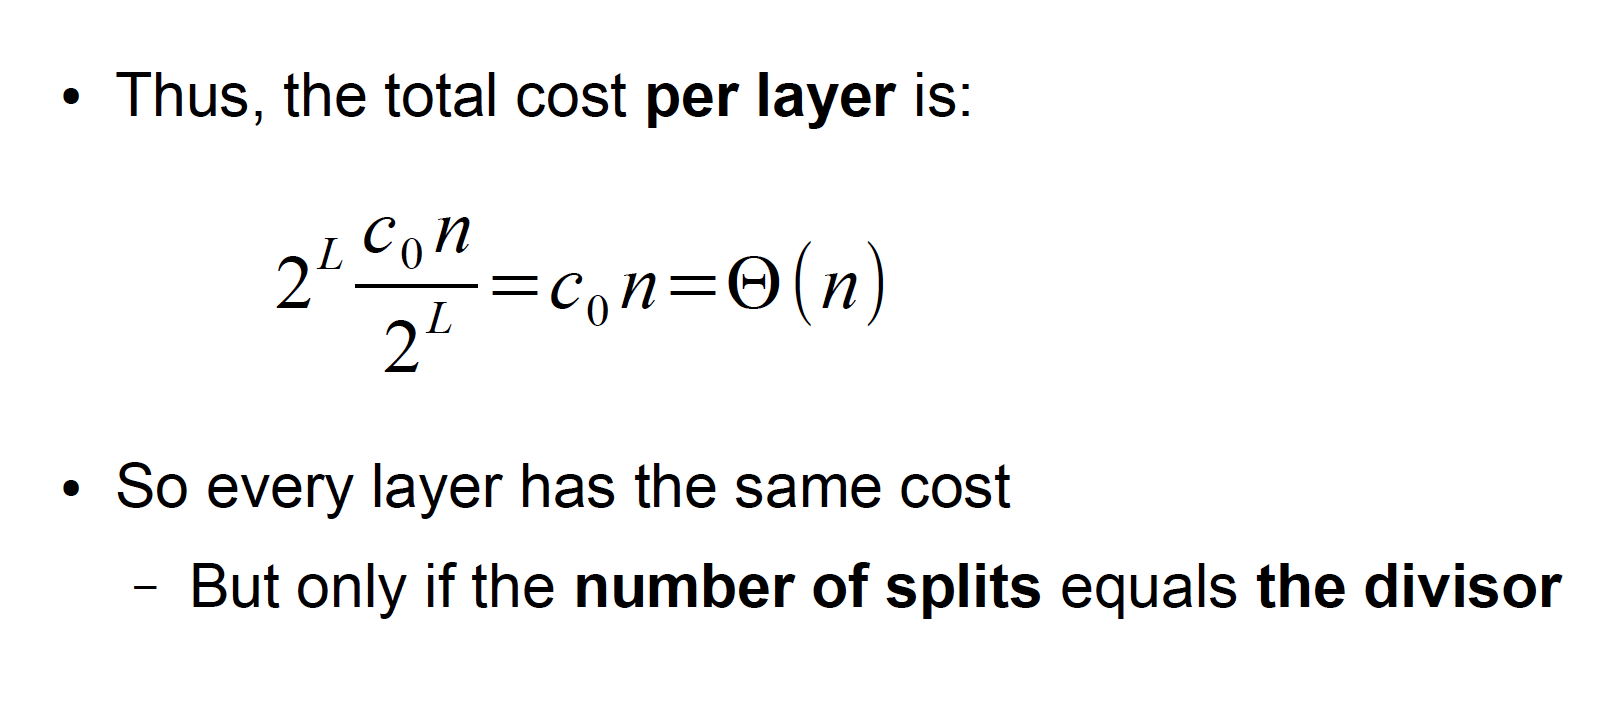 • Thus, the total cost per layer is:
2^L \frac{c_0 n}{2^L} = c_0 n = Θ(n)
• So every layer has the same cost
– But only if the number of splits equals the divisor